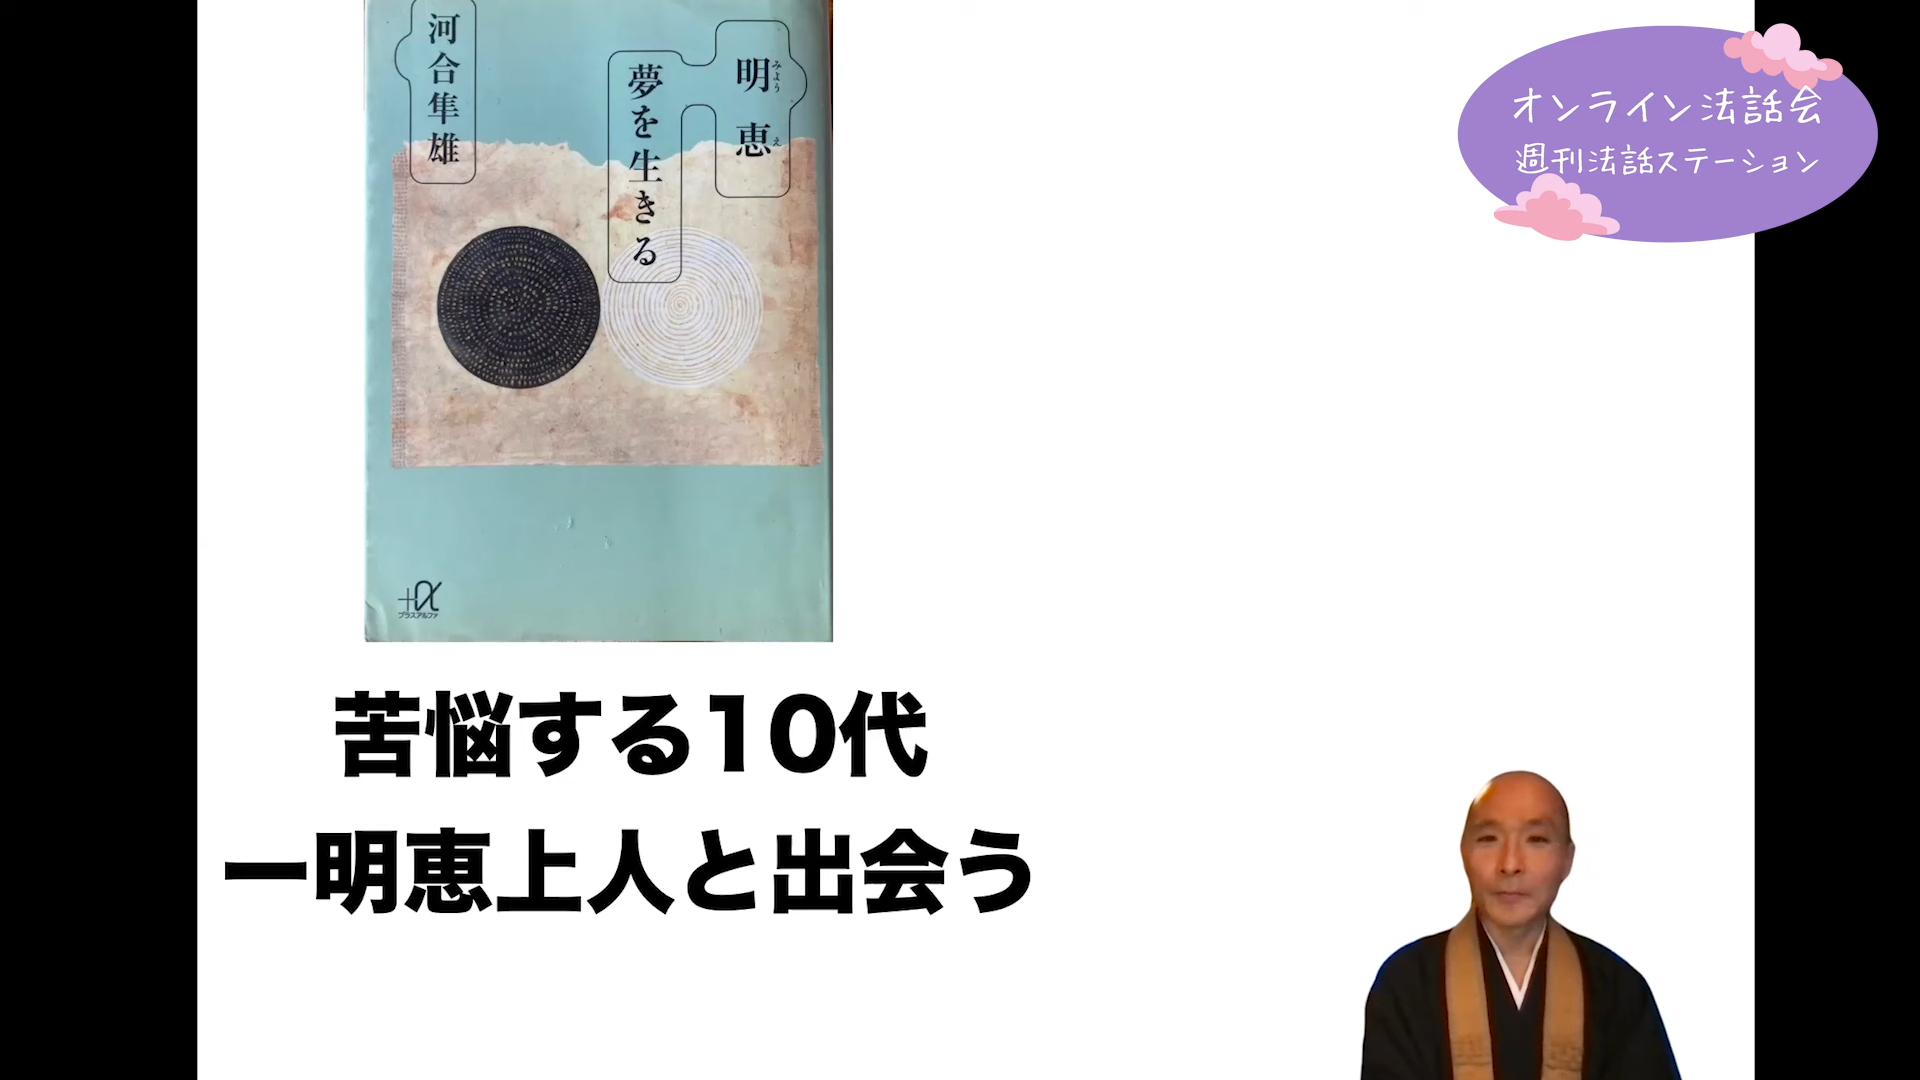 明恵
みょうえ
夢を生きる
河合隼雄
+α
プラスアルファ
オンライン法話会
週刊法話ステーション
苦悩する10代
ー明恵上人と出会う